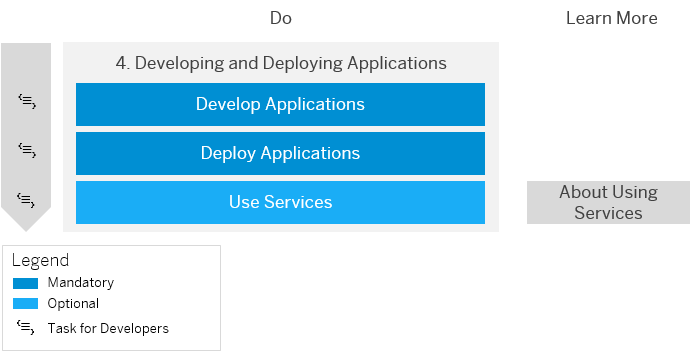 Do
Learn More
4. Developing and Deploying Applications
Develop Applications
Deploy Applications
Use Services
About Using
Services
Legend
Mandatory
Optional
Task for Developers